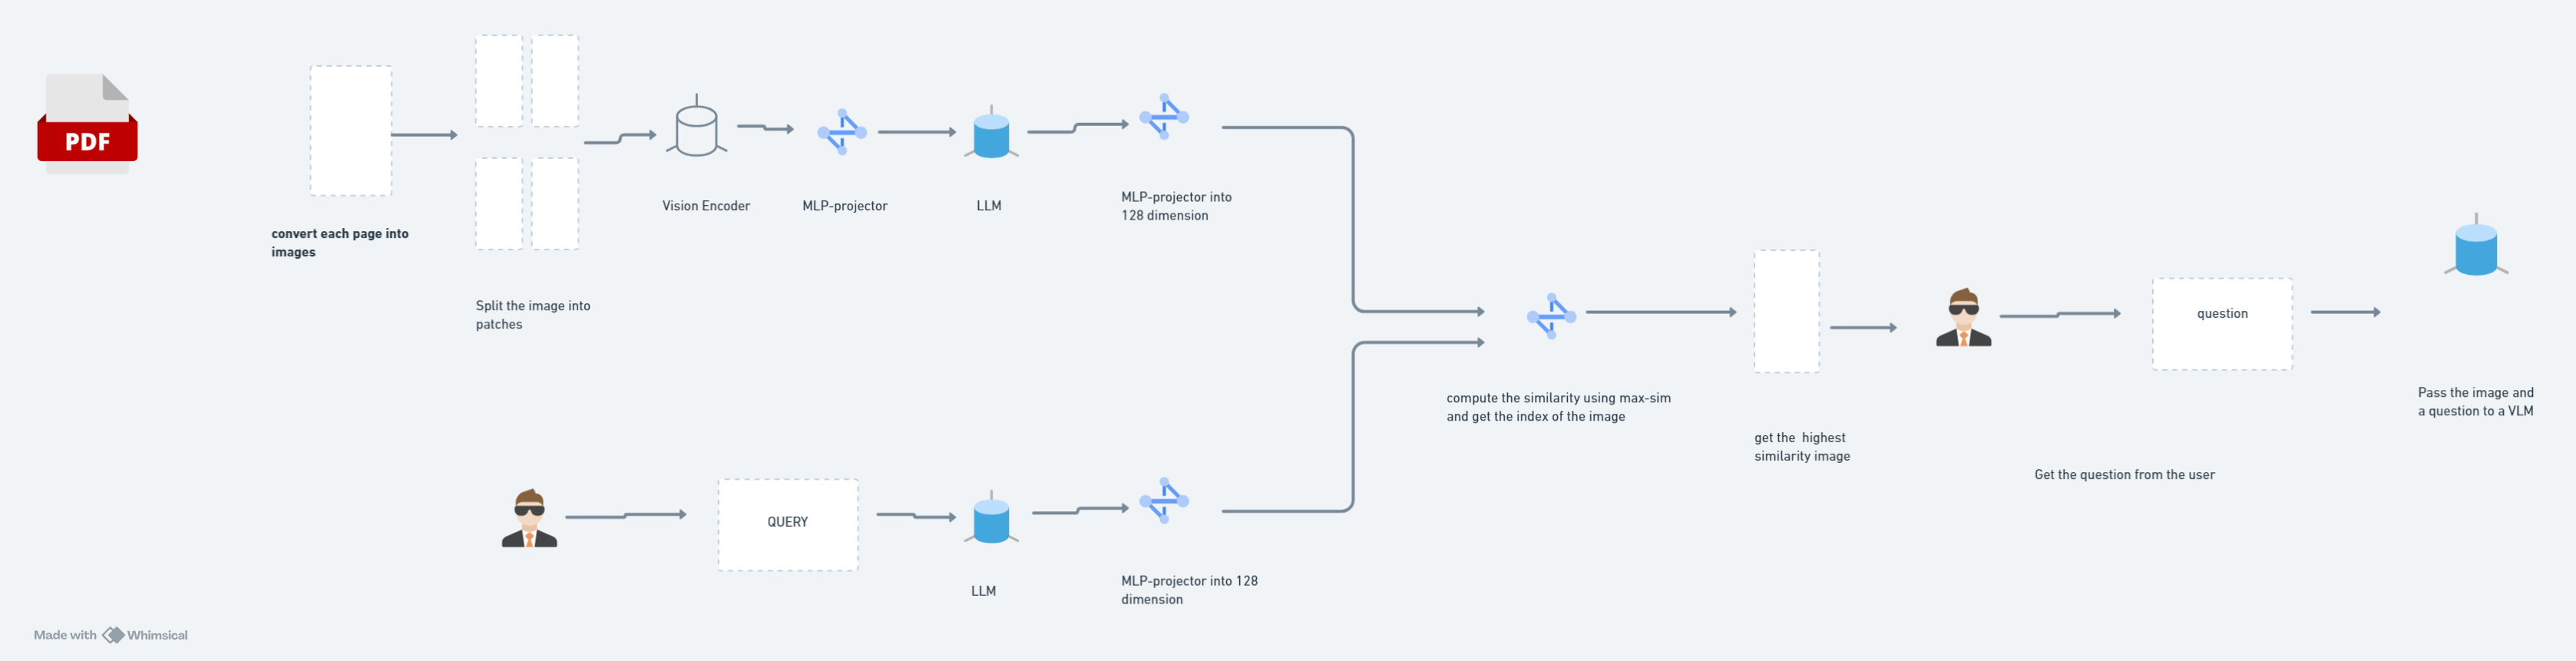 PDF
convert each page into
images
Split the image into
patches
Vision Encoder
MLP-projector
LLM
MLP-projector into
128 dimension
QUERY
LLM
MLP-projector into 128
dimension
compute the similarity using max-sim
and get the index of the image
get the  highest
similarity image
question
Get the question from the user
Pass the image and
a question to a VLM
Made with Whimsical